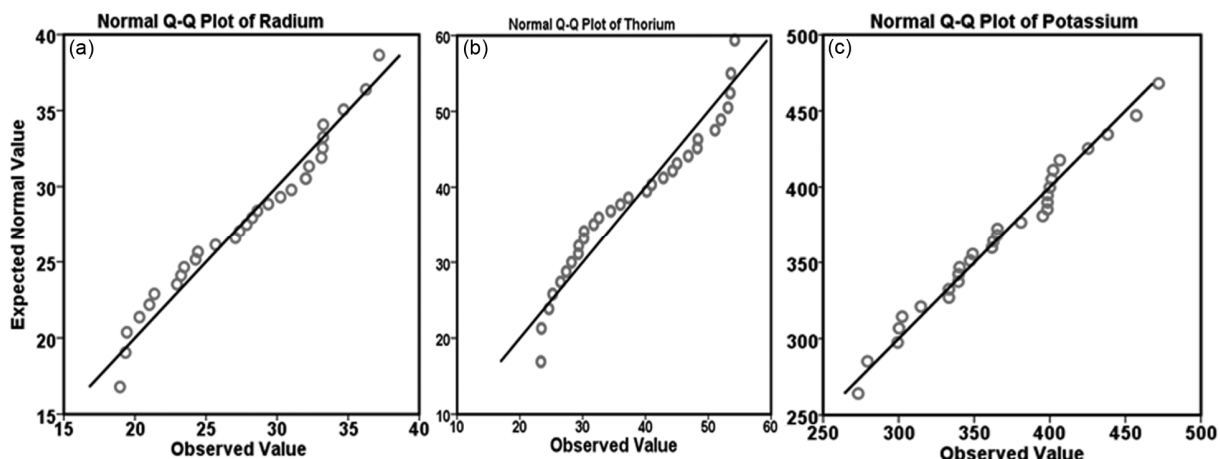 Normal Q-Q Plot of Radium
(a)
Expected Normal Value
40
35
30
25
20
15
15 20 25 30 35 40
Observed Value
Normal Q-Q Plot of Thorium
(b)
60
50
40
30
20
10
10 20 30 40 50 60
Observed Value
Normal Q-Q Plot of Potassium
(c)
500
450
400
350
300
250
250 300 350 400 450 500
Observed Value